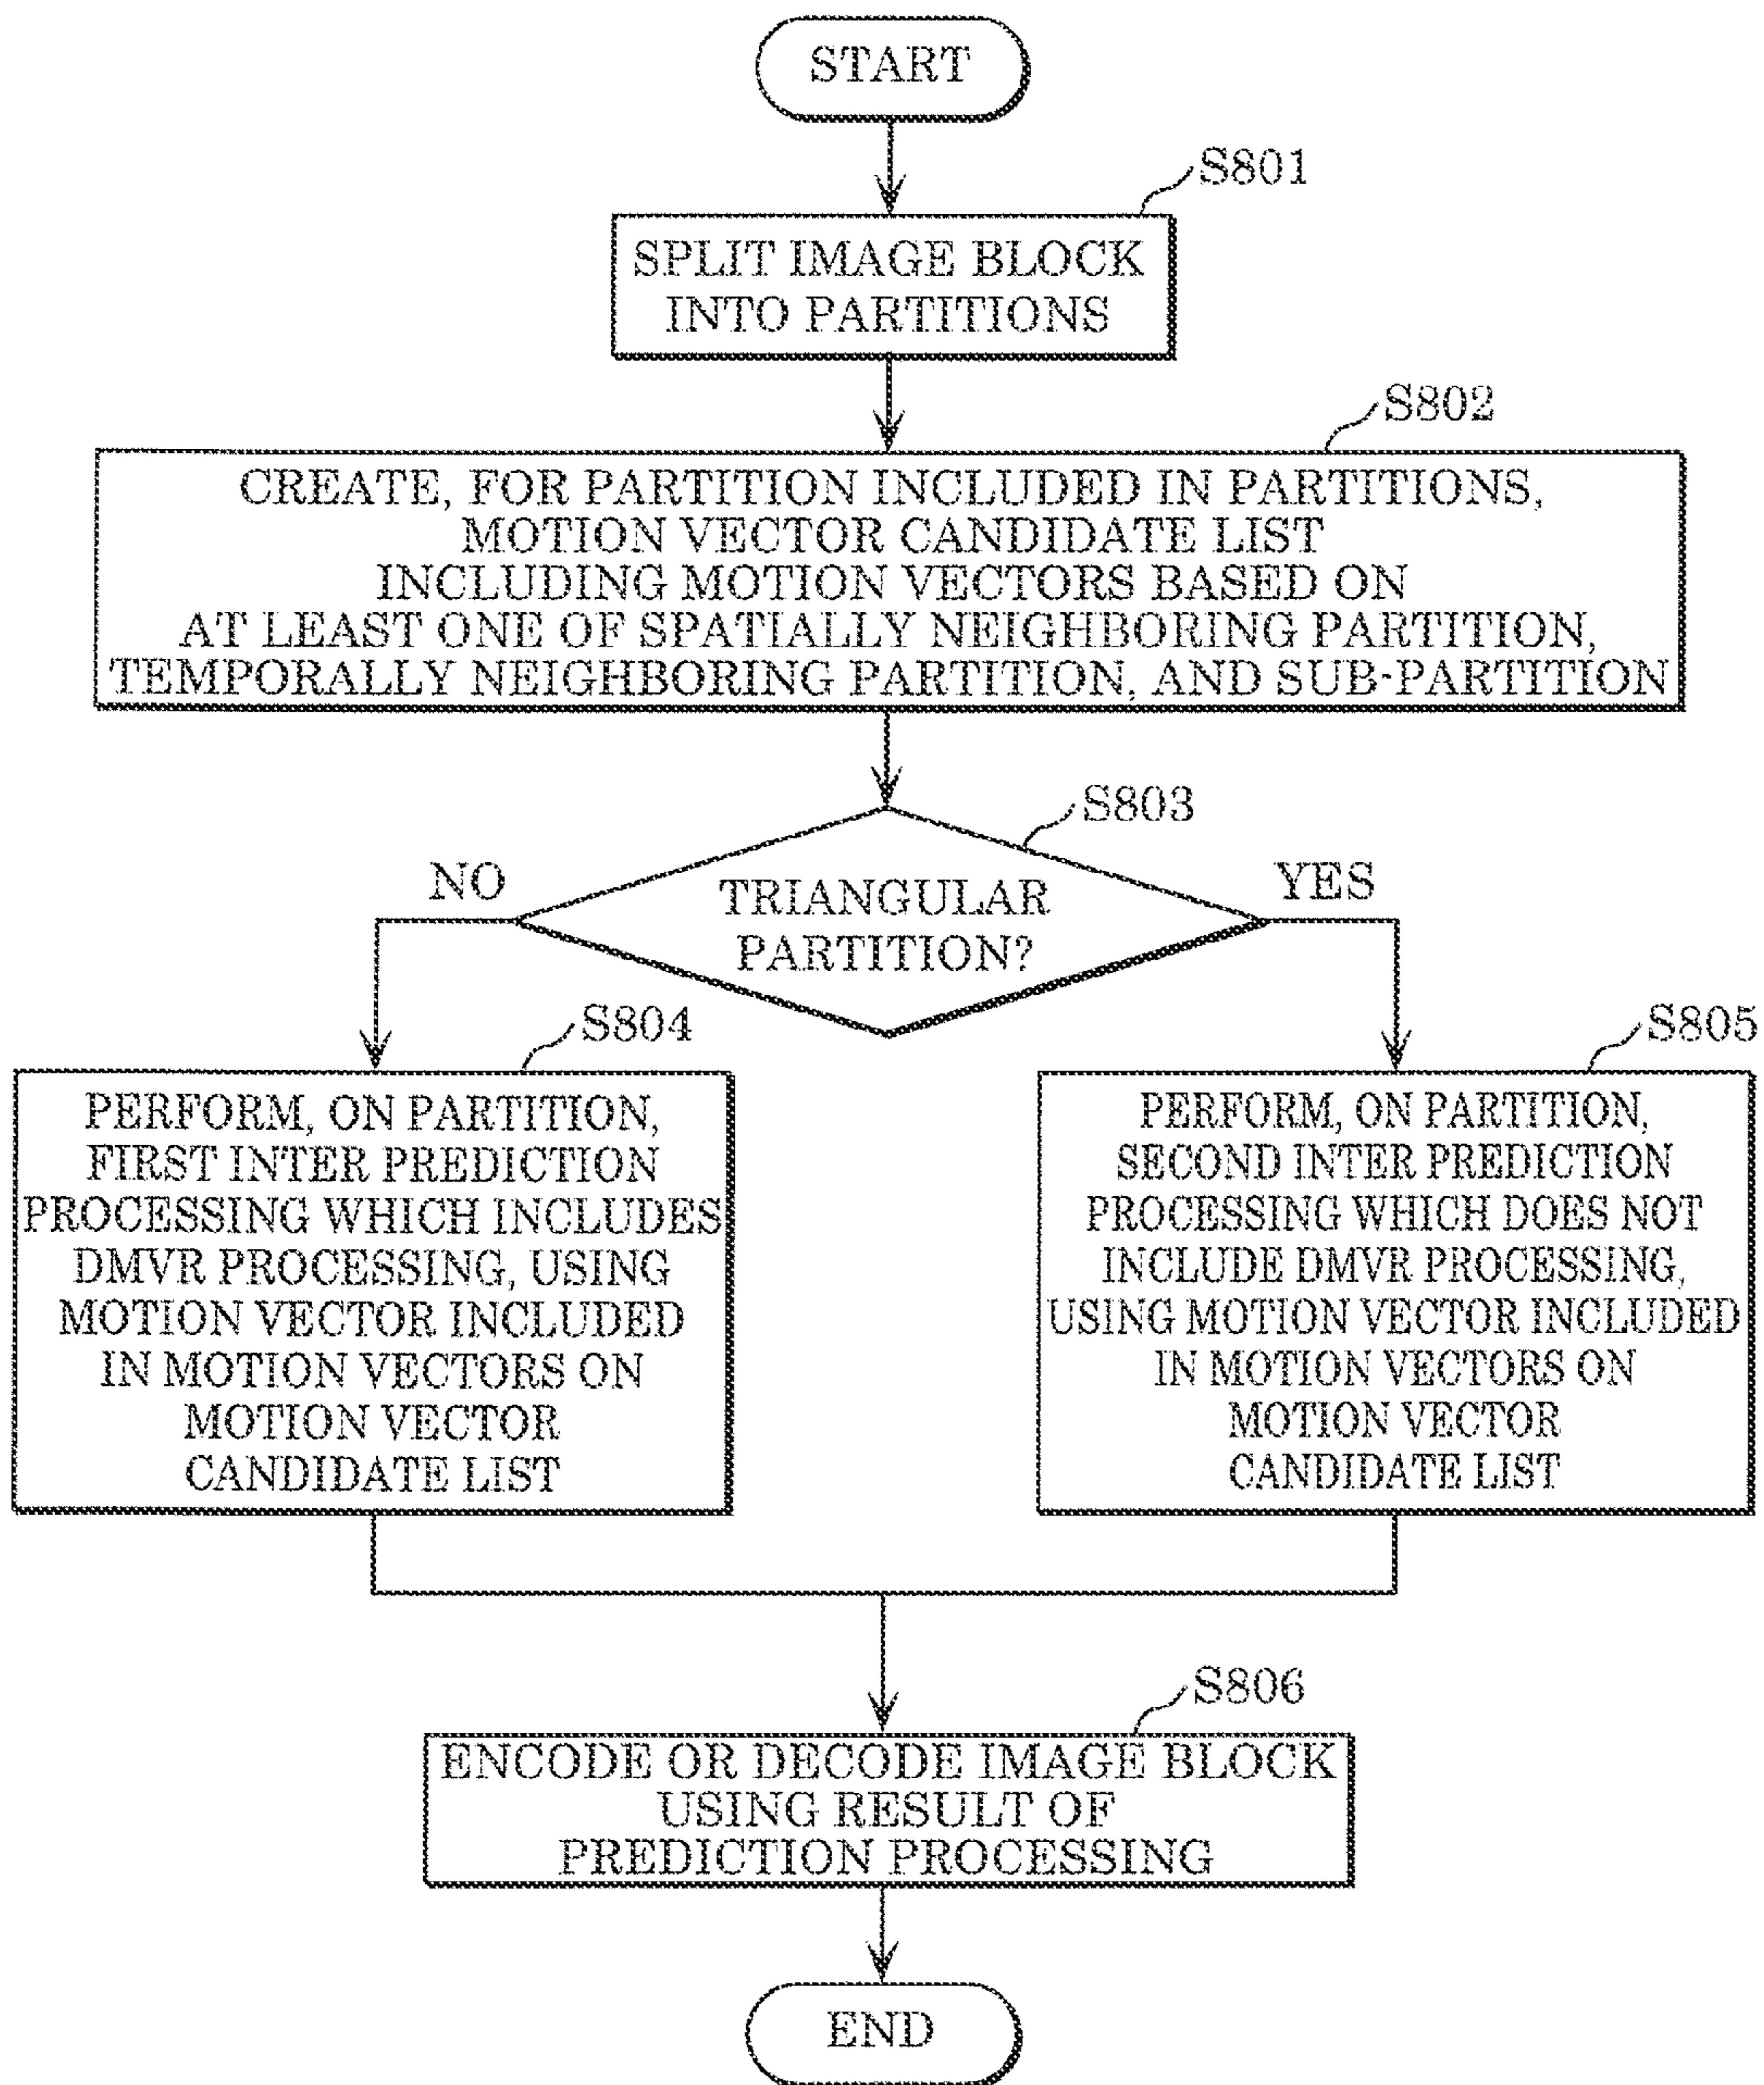 START
S801
SPLIT IMAGE BLOCK
INTO PARTITIONS
S802
CREATE, FOR PARTITION INCLUDED IN PARTITIONS,
MOTION VECTOR CANDIDATE LIST
INCLUDING MOTION VECTORS BASED ON
AT LEAST ONE OF SPATIALLY NEIGHBORING PARTITION,
TEMPORALLY NEIGHBORING PARTITION, AND SUB-PARTITION
S803
NO
YES
TRIANGULAR
PARTITION?
S804
PERFORM, ON PARTITION,
FIRST INTER PREDICTION
PROCESSING WHICH INCLUDES
DMVR PROCESSING, USING
MOTION VECTOR INCLUDED
IN MOTION VECTORS ON
MOTION VECTOR
CANDIDATE LIST
S805
PERFORM, ON PARTITION,
SECOND INTER PREDICTION
PROCESSING WHICH DOES NOT
INCLUDE DMVR PROCESSING,
USING MOTION VECTOR INCLUDED
IN MOTION VECTORS ON
MOTION VECTOR
CANDIDATE LIST
S806
ENCODE OR DECODE IMAGE BLOCK
USING RESULT OF
PREDICTION PROCESSING
END